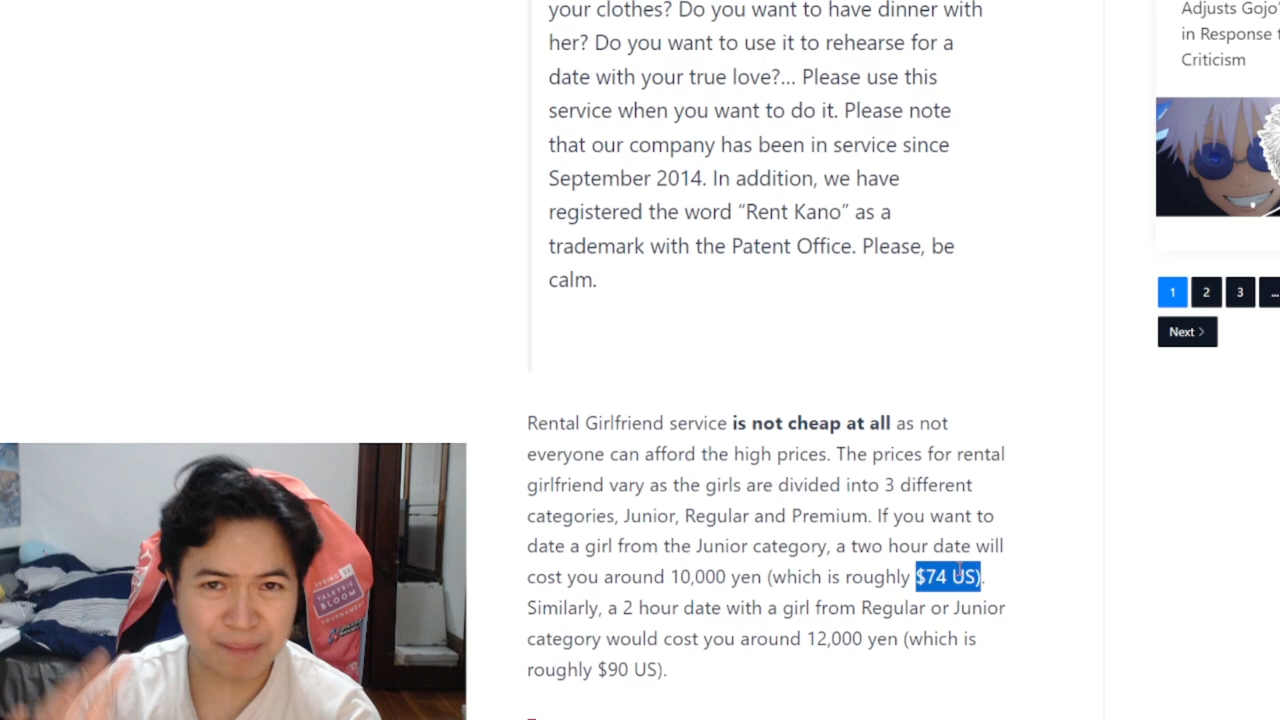 your clothes? Do you want to have dinner with
her? Do you want to use it to rehearse for a
date with your true love?... Please use this
service when you want to do it. Please note
that our company has been in service since
September 2014. In addition, we have
registered the word “Rent Kano” as a
trademark with the Patent Office. Please, be
calm.
Rental Girlfriend service is not cheap at all as not
everyone can afford the high prices. The prices for rental
girlfriend vary as the girls are divided into 3 different
categories, Junior, Regular and Premium. If you want to
date a girl from the Junior category, a two hour date will
cost you around 10,000 yen (which is roughly $74 US).
Similarly, a 2 hour date with a girl from Regular or Junior
category would cost you around 12,000 yen (which is
roughly $90 US).
Adjusts Gojo'
in Response
Criticism
1 2 3 ...
Next >
SPRING
VALKYRIE
BLOOM
TOURNAMENT